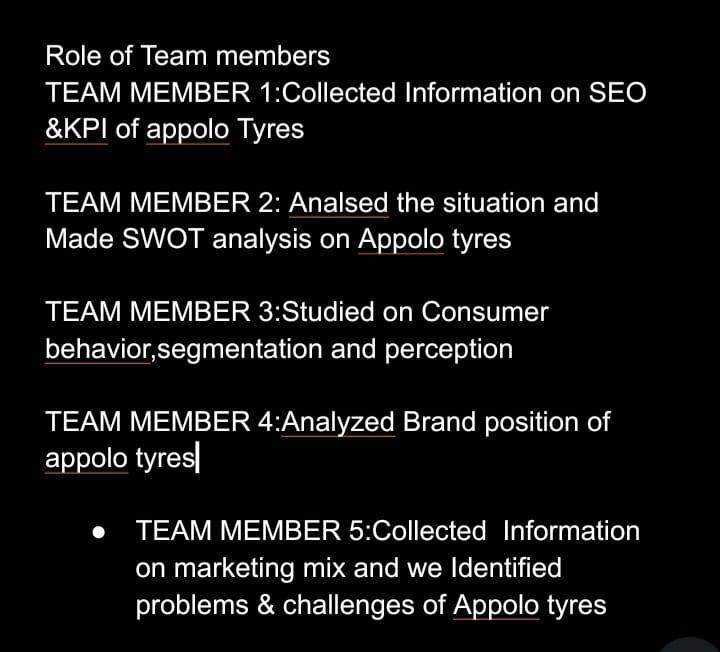 Role of Team members
TEAM MEMBER 1:Collected Information on SEO
&KPI of appolo Tyres
TEAM MEMBER 2: Analsed the situation and
Made SWOT analysis on Appolo tyres
TEAM MEMBER 3:Studied on Consumer
behavior,segmentation and perception
TEAM MEMBER 4:Analyzed Brand position of
appolo tyres
• TEAM MEMBER 5:Collected  Information
on marketing mix and we Identified
problems & challenges of Appolo tyres